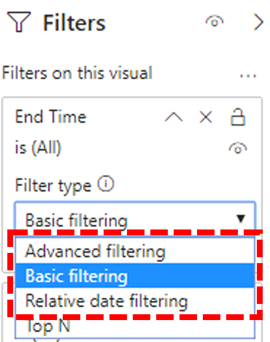 Filters
Filters on this visual
End Time
is (All)
Filter type
Basic filtering
Advanced filtering
Basic filtering
Relative date filtering
Top N